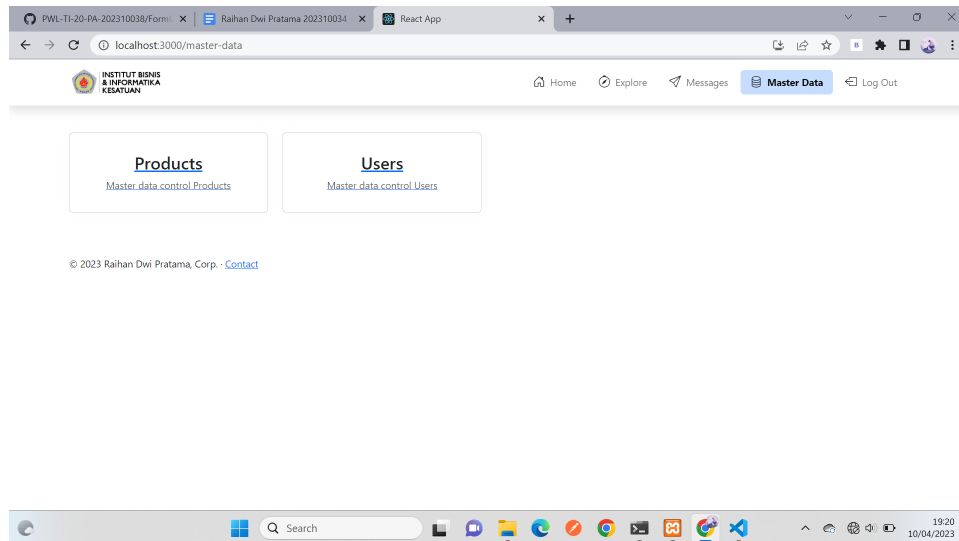 PWL-TI-20-PA-202310038/Form
Raihan Dwi Pratama 202310034
React App
localhost:3000/master-data
B
INSTITUT BISNIS
& INFORMATIKA
KESATUAN
Home
Explore
Messages
Master Data
Log Out
Products
Master data control Products
Users
Master data control Users
© 2023 Raihan Dwi Pratama, Corp. · Contact
Search
19:20
10/04/2023